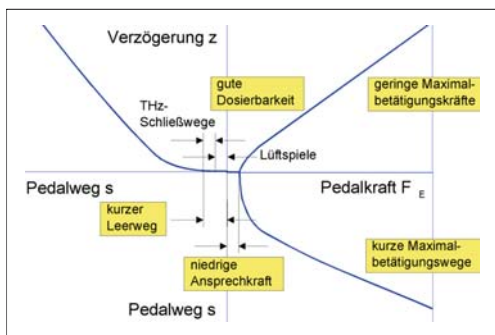 Verzögerung z
gute
Dosierbarkeit
geringe Maximal-
betätigungskräfte
THz-
Schließwege
Lüftspiele
Pedalweg s
Pedalkraft F E
kurzer
Leerweg
kurze Maximal-
betätigungswege
niedrige
Ansprechkraft
Pedalweg s